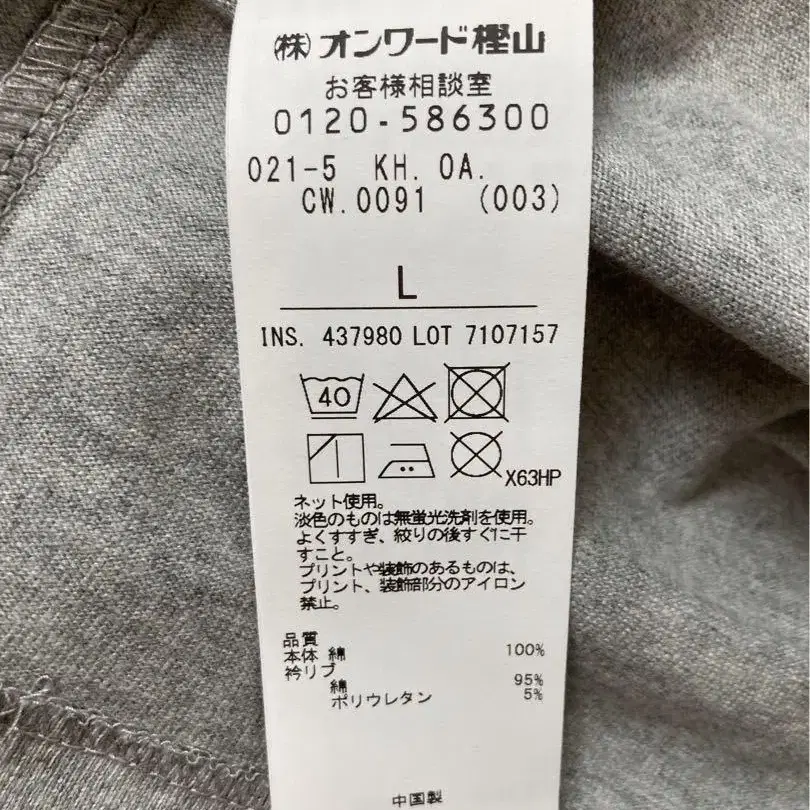 (株)オンワード樫山
お客様相談室
0120-586300
021-5 KH. OA.
CW.0091 (003)
L
INS. 437980 LOT 7107157
40
X63HP
ネット使用。
淡色のものは無蛍光洗剤を使用。
よくすすぎ、絞りの後すぐに干
すこと。
プリントや装飾のあるものは、
プリント、装飾部分のアイロン
禁止。
品質
本体 綿 100%
衿リブ
綿 95%
ポリウレタン 5%
中国製